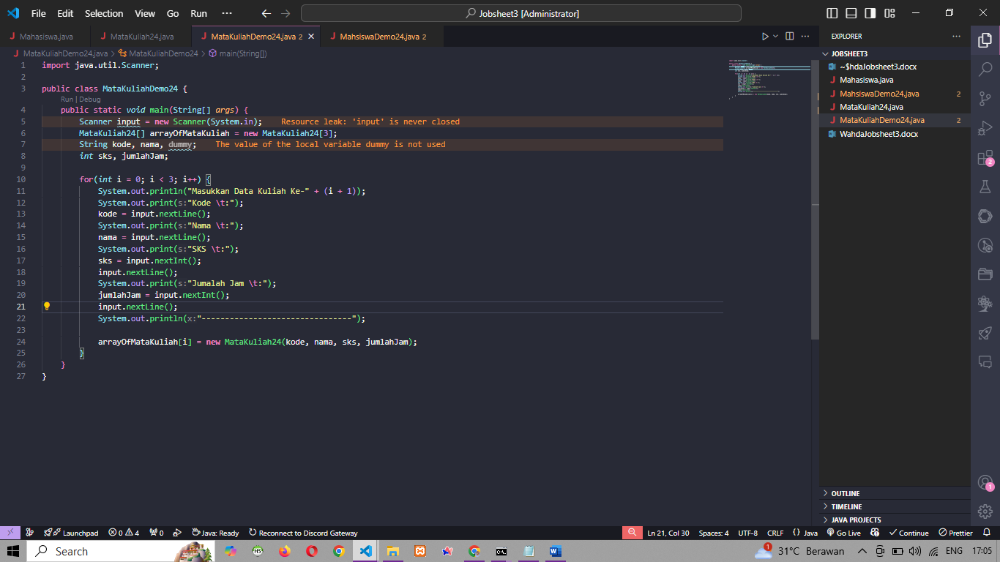 File Edit Selection View Go Run ··· Jobsheet3 [Administrator]
Mahasiswa.java MataKuliah24.java MataKuliahDemo24.java 2 MahsiswaDemo24.java 2
MataKuliahDemo24.java > MataKuliahDemo24 > main(String[])
1 import java.util.Scanner;
2
3 public class MataKuliahDemo24 {
Run | Debug
4 public static void main(String[] args) {
5 Scanner input = new Scanner(System.in); Resource leak: 'input' is never closed
6 MataKuliah24[] arrayOfMataKuliah = new MataKuliah24[3];
7 String kode, nama, dummy; The value of the local variable dummy is not used
8 int sks, jumlahJam;
9
10 for(int i = 0; i < 3; i++) {
11 System.out.println("Masukkan Data Kuliah Ke-" + (i + 1));
12 System.out.print(s:"Kode \t:");
13 kode = input.nextLine();
14 System.out.print(s:"Nama \t:");
15 nama = input.nextLine();
16 System.out.print(s:"SKS \t:");
17 sks = input.nextInt();
18 input.nextLine();
19 System.out.print(s:"Jumalah Jam \t:");
20 jumlahJam = input.nextInt();
21 input.nextLine();
22 System.out.println(x:"--------------------------------");
23
24 arrayOfMataKuliah[i] = new MataKuliah24(kode, nama, sks, jumlahJam);
25 }
26 }
27 }
EXPLORER ···
JOBSHEET3
~$hdaJobsheet3.docx
Mahasiswa.java
MahsiswaDemo24.java 2
MataKuliah24.java
MataKuliahDemo24.java 2
WahdaJobsheet3.docx
2
1
OUTLINE
TIMELINE
JAVA PROJECTS
Launchpad 0 4 0 Java: Ready Reconnect to Discord Gateway Ln 21, Col 30 Spaces: 4 UTF-8 CRLF {} Java Go Live Continue Prettier
Search 1 31°C Berawan ENG 17:05